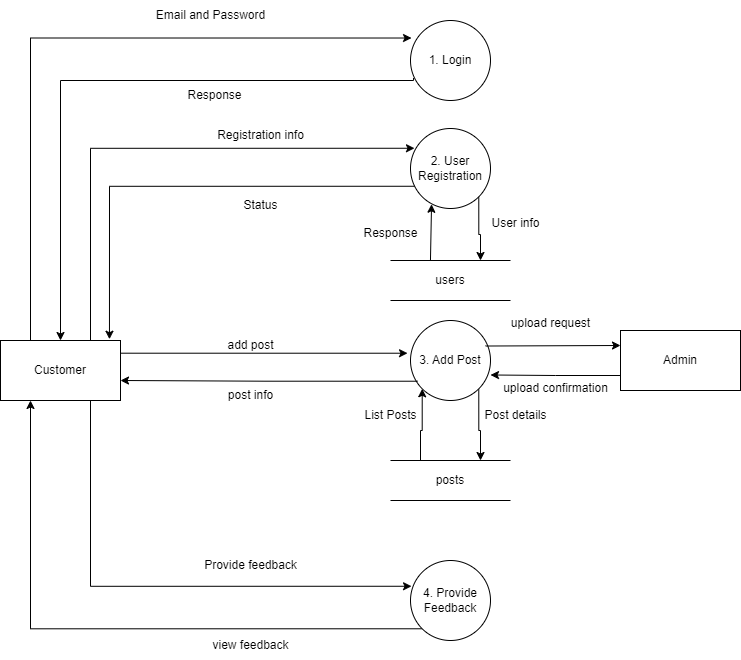 Email and Password
1. Login
Response
Registration info
2. User
Registration
Status
Response
User info
users
upload request
add post
3. Add Post
Admin
Customer
upload confirmation
post info
List Posts
Post details
posts
Provide feedback
4. Provide
Feedback
view feedback